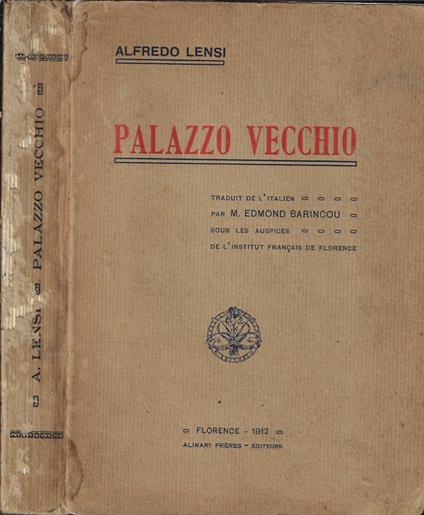 A. LENSI PALAZZO VECCHIO
ALFREDO LENSI
PALAZZO VECCHIO
TRADUIT DE L'ITALIEN
PAR M. EDMOND BARINCOU
SOUS LES AUSPICES
DE L'INSTITUT FRANÇAIS DE FLORENCE
FLORENCE - 1912
ALINARI FRÈRES - ÉDITEURS